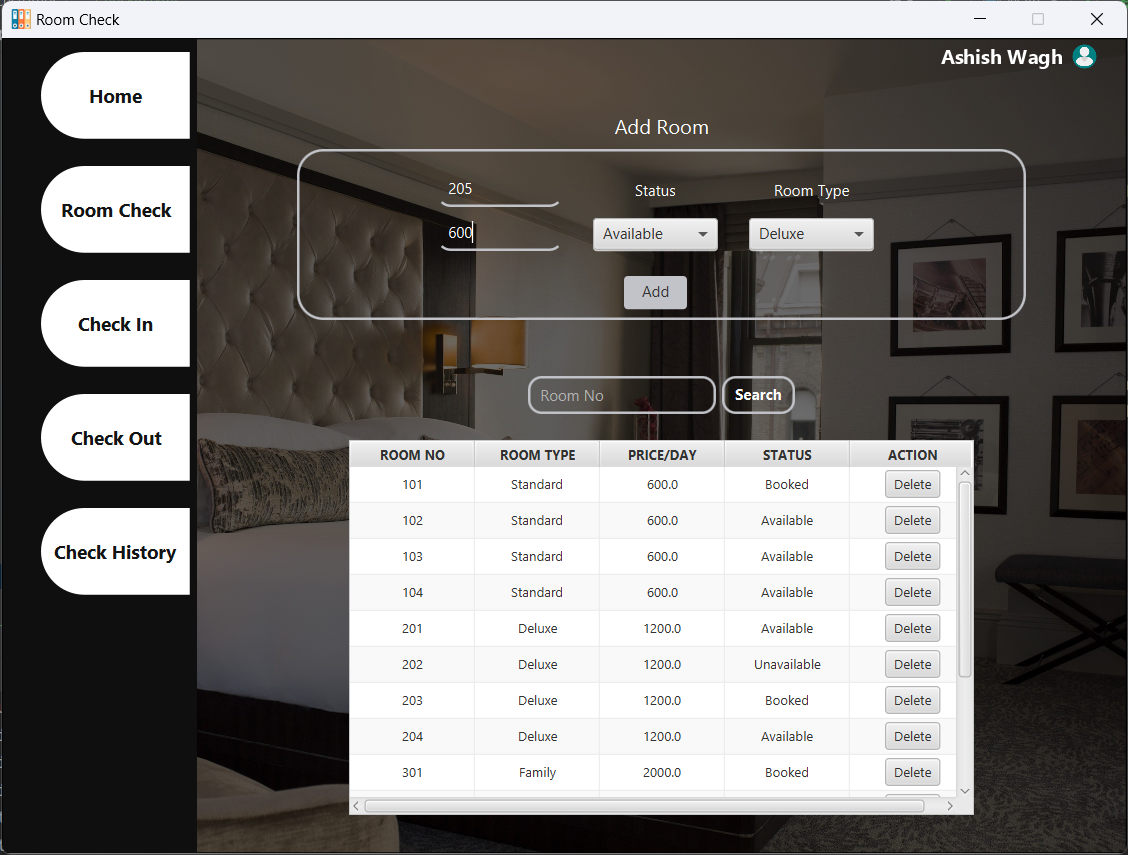 Room Check
Ashish Wagh
Home
Room Check
Check In
Check Out
Check History
Add Room
205 Status Room Type
600 Available Deluxe
Add
Room No Search
ROOM NO ROOM TYPE PRICE/DAY STATUS ACTION
101 Standard 600.0 Booked Delete
102 Standard 600.0 Available Delete
103 Standard 600.0 Available Delete
104 Standard 600.0 Available Delete
201 Deluxe 1200.0 Available Delete
202 Deluxe 1200.0 Unavailable Delete
203 Deluxe 1200.0 Booked Delete
204 Deluxe 1200.0 Available Delete
301 Family 2000.0 Booked Delete